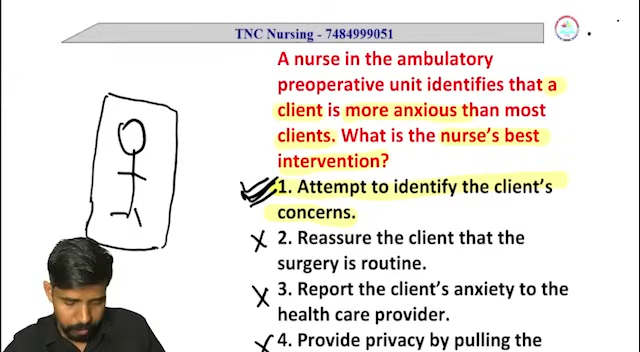 TNC Nursing - 7484999051
A nurse in the ambulatory
preoperative unit identifies that a
client is more anxious than most
clients. What is the nurse's best
intervention?
1. Attempt to identify the client's
concerns.
2. Reassure the client that the
surgery is routine.
3. Report the client's anxiety to the
health care provider.
4. Provide privacy by pulling the